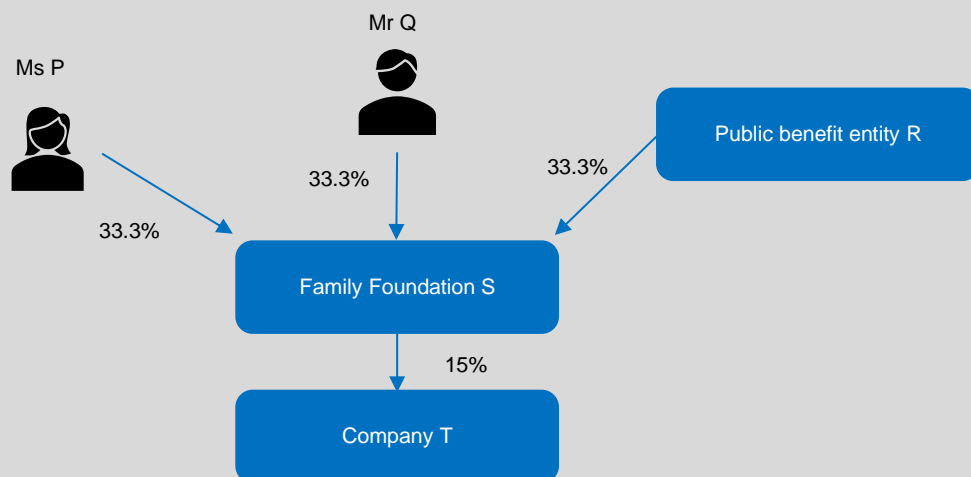 Mr Q
Ms P
Public benefit entity R
33.3%
33.3%
33.3%
Family Foundation S
15%
Company T